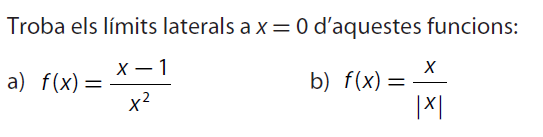 Troba els límits laterals a x = 0 d'aquestes funcions:
a) f(x) = (x − 1)/x² b) f(x) = x/|x|